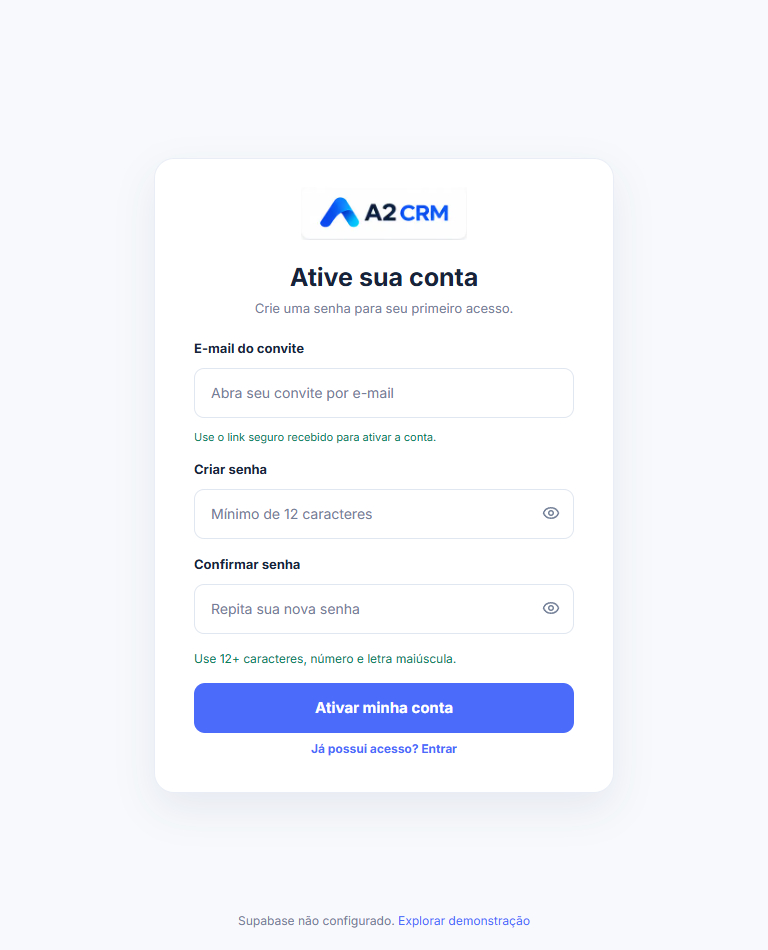 A2 CRM
Ative sua conta
Crie uma senha para seu primeiro acesso.
E-mail do convite
Abra seu convite por e-mail
Use o link seguro recebido para ativar a conta.
Criar senha
Mínimo de 12 caracteres
Confirmar senha
Repita sua nova senha
Use 12+ caracteres, número e letra maiúscula.
Ativar minha conta
Já possui acesso? Entrar
Supabase não configurado. Explorar demonstração